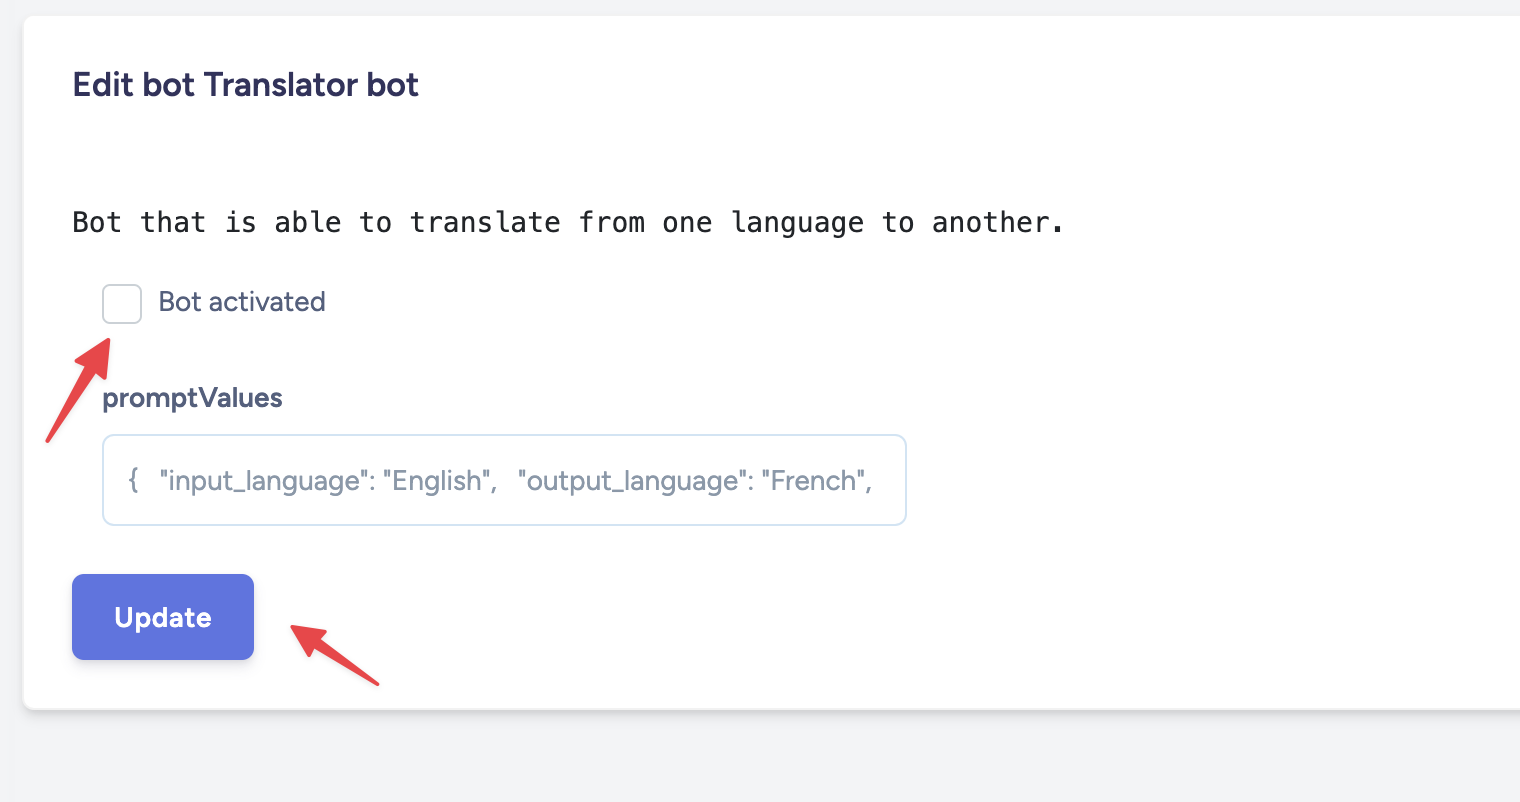 Edit bot Translator bot
Bot that is able to translate from one language to another.
Bot activated
promptValues
{ "input_language": "English", "output_language": "French",
Update